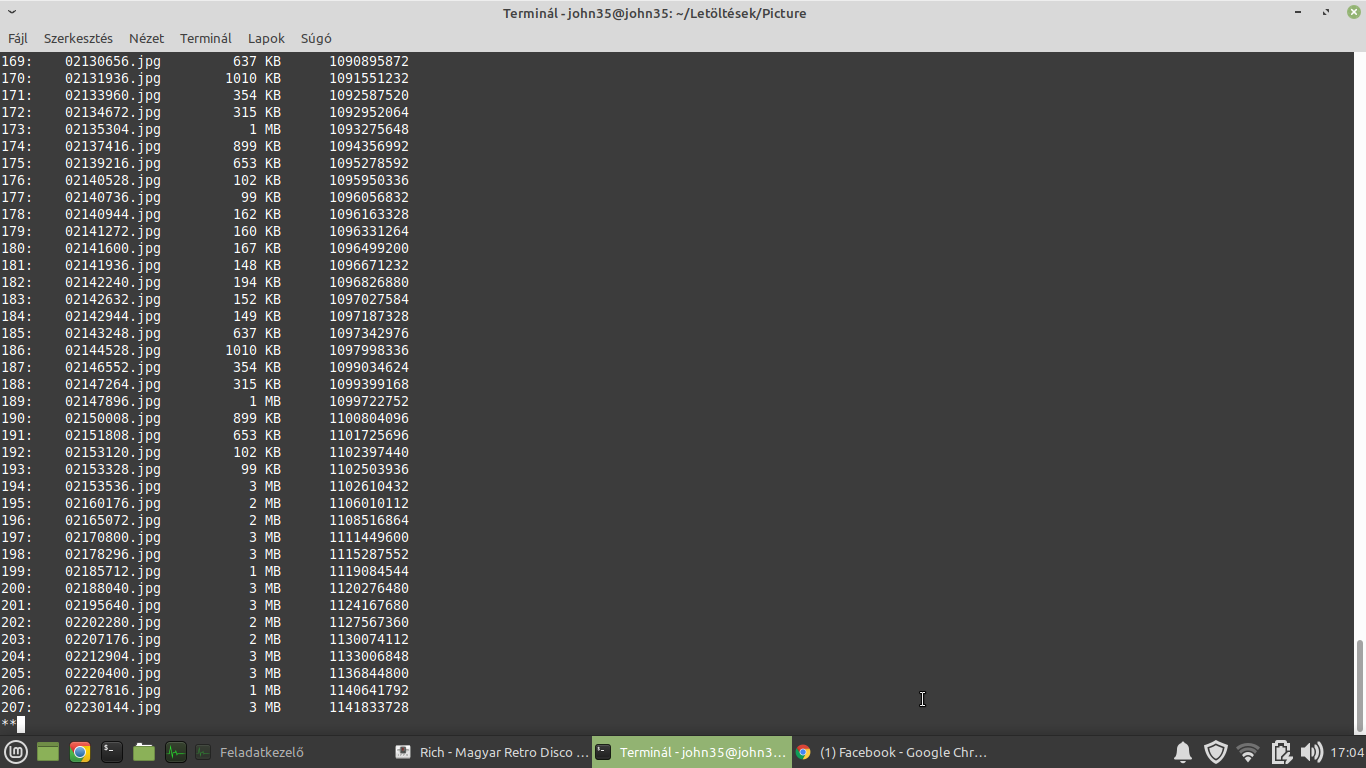 Terminál - john35@john35: ~/Letöltések/Picture
Fájl Szerkesztés Nézet Terminál Lapok Súgó
169: 02130656.jpg 637 KB 1090895872
170: 02131936.jpg 1010 KB 1091551232
171: 02133960.jpg 354 KB 1092587520
172: 02134672.jpg 315 KB 1092952064
173: 02135304.jpg 1 MB 1093275648
174: 02137416.jpg 899 KB 1094356992
175: 02139216.jpg 653 KB 1095278592
176: 02140528.jpg 102 KB 1095950336
177: 02140736.jpg 99 KB 1096056832
178: 02140944.jpg 162 KB 1096163328
179: 02141272.jpg 160 KB 1096331264
180: 02141600.jpg 167 KB 1096499200
181: 02141936.jpg 148 KB 1096671232
182: 02142240.jpg 194 KB 1096826880
183: 02142632.jpg 152 KB 1097027584
184: 02142944.jpg 149 KB 1097187328
185: 02143248.jpg 637 KB 1097342976
186: 02144528.jpg 1010 KB 1097998336
187: 02146552.jpg 354 KB 1099034624
188: 02147264.jpg 315 KB 1099399168
189: 02147896.jpg 1 MB 1099722752
190: 02150008.jpg 899 KB 1100804096
191: 02151808.jpg 653 KB 1101725696
192: 02153120.jpg 102 KB 1102397440
193: 02153328.jpg 99 KB 1102503936
194: 02153536.jpg 3 MB 1102610432
195: 02160176.jpg 2 MB 1106010112
196: 02165072.jpg 2 MB 1108516864
197: 02170800.jpg 3 MB 1111449600
198: 02178296.jpg 3 MB 1115287552
199: 02185712.jpg 1 MB 1119084544
200: 02188040.jpg 3 MB 1120276480
201: 02195640.jpg 3 MB 1124167680
202: 02202280.jpg 2 MB 1127567360
203: 02207176.jpg 2 MB 1130074112
204: 02212904.jpg 3 MB 1133006848
205: 02220400.jpg 3 MB 1136844800
206: 02227816.jpg 1 MB 1140641792
207: 02230144.jpg 3 MB 1141833728
**
Feladatkezelő Rich - Magyar Retro Disco ... Terminál - john35@john3... (1) Facebook - Google Chr... 17:04